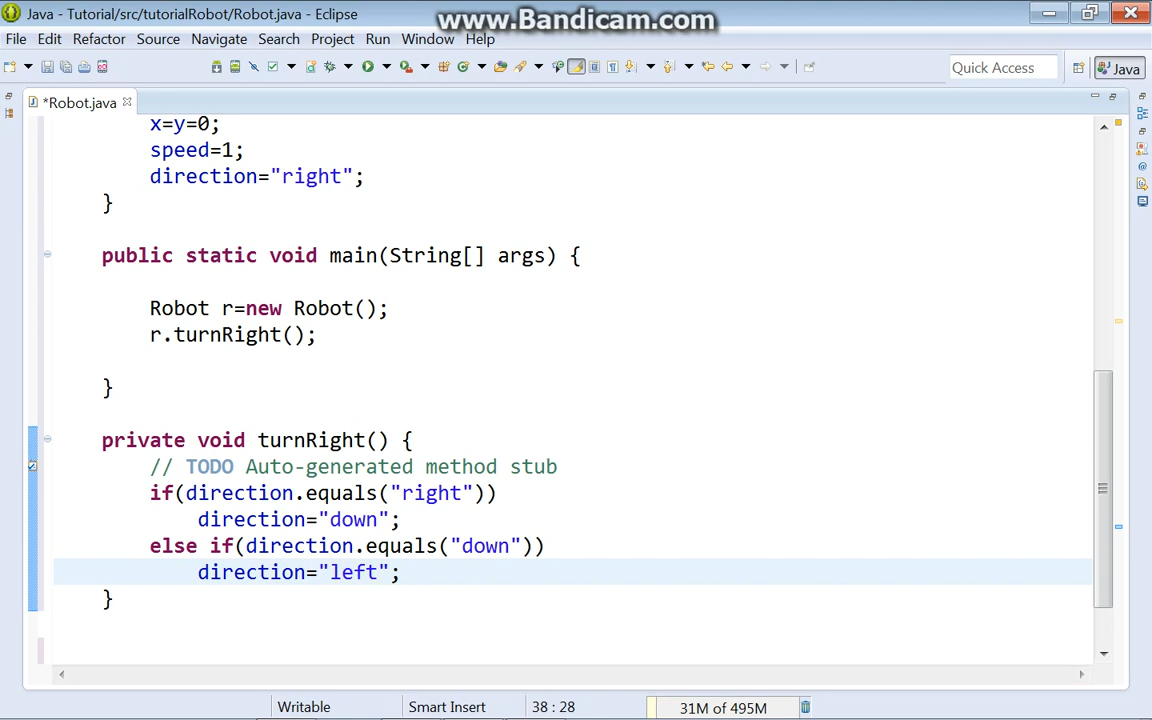 Java - Tutorial/src/tutorialRobot/Robot.java - Eclipse
www.Bandicam.com
File Edit Refactor Source Navigate Search Project Run Window Help
Quick Access
Java
*Robot.java
x=y=0;
speed=1;
direction="right";
}
public static void main(String[] args) {
Robot r=new Robot();
r.turnRight();
}
private void turnRight() {
// TODO Auto-generated method stub
if(direction.equals("right"))
direction="down";
else if(direction.equals("down"))
direction="left";
}
Writable
Smart Insert
38 : 28
31M of 495M